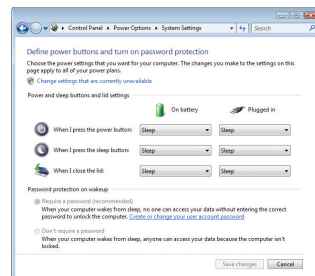 Control Panel ▸ Power Options ▸ System Settings
Search
Define power buttons and turn on password protection
Choose the power settings that you want for your computer. The changes you make to the settings on this
page apply to all of your power plans.
Change settings that are currently unavailable
Power and sleep buttons and lid settings
On battery
Plugged in
When I press the power button:
Sleep
Sleep
When I press the sleep button:
Sleep
Sleep
When I close the lid:
Sleep
Sleep
Password protection on wakeup
Require a password (recommended)
When your computer wakes from sleep, no one can access your data without entering the correct
password to unlock the computer. Create or change your user account password
Don't require a password
When your computer wakes from sleep, anyone can access your data because the computer isn't
locked.
Save changes
Cancel